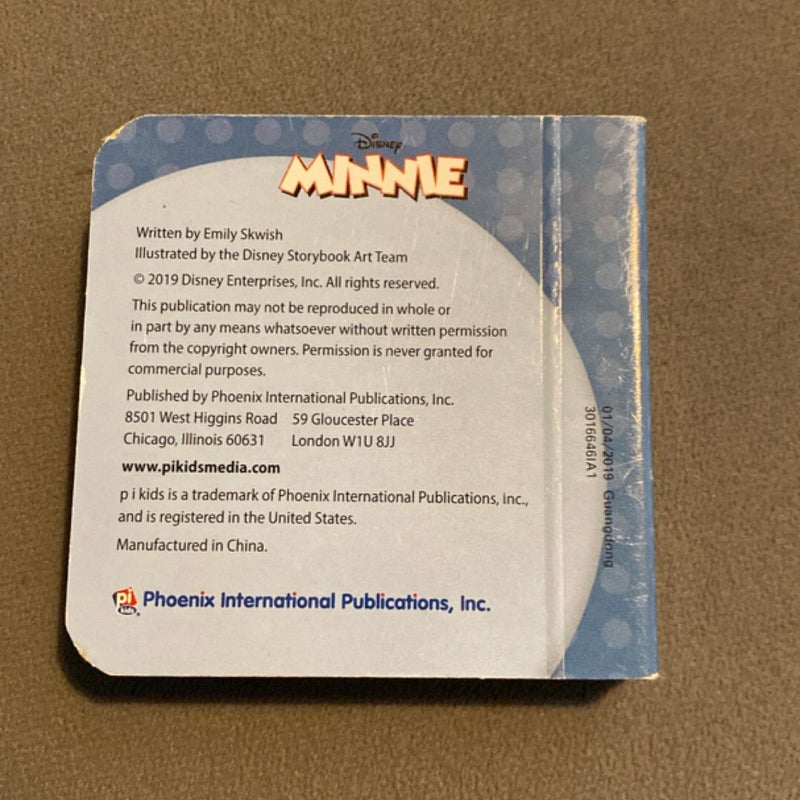 Disney
MINNIE
Written by Emily Skwish
Illustrated by the Disney Storybook Art Team
© 2019 Disney Enterprises, Inc. All rights reserved.
This publication may not be reproduced in whole or
in part by any means whatsoever without written permission
from the copyright owners. Permission is never granted for
commercial purposes.
Published by Phoenix International Publications, Inc.
8501 West Higgins Road 59 Gloucester Place
Chicago, Illinois 60631 London W1U 8JJ
www.pikidsmedia.com
p i kids is a trademark of Phoenix International Publications, Inc.,
and is registered in the United States.
Manufactured in China.
pi kids Phoenix International Publications, Inc.
01/04/2019 Guangdong
3016646IA1